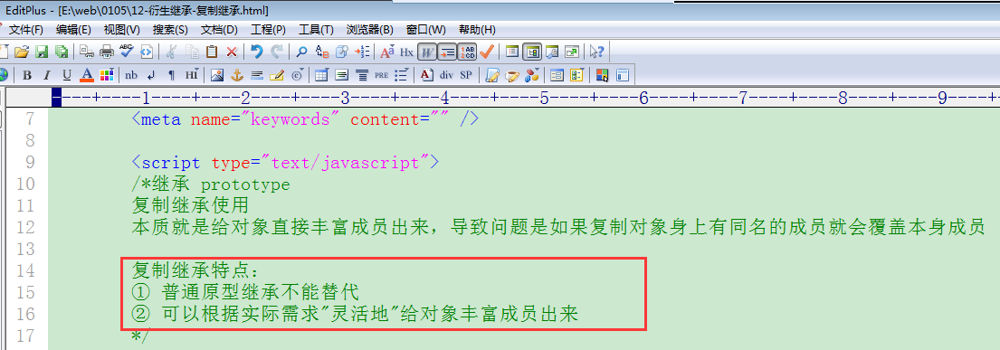 EditPlus - [E:\web\0105\12-衍生继承-复制继承.html]
文件(F) 编辑(E) 视图(V) 搜索(S) 文档(D) 工程(P) 工具(T) 浏览器(B) 窗口(W) 帮助(H)
Hx W
B I U A nb ¶ HI PRE A div SP
----+----1----+----2----+----3----+----4----+----5----+----6----+----7----+----8----+----9----+
7 <meta name="keywords" content="" />
8
9 <script type="text/javascript">
10 /*继承 prototype
11 复制继承使用
12 本质就是给对象直接丰富成员出来，导致问题是如果复制对象身上有同名的成员就会覆盖本身成员
13
14 复制继承特点：
15 ① 普通原型继承不能替代
16 ② 可以根据实际需求"灵活地"给对象丰富成员出来
17 */